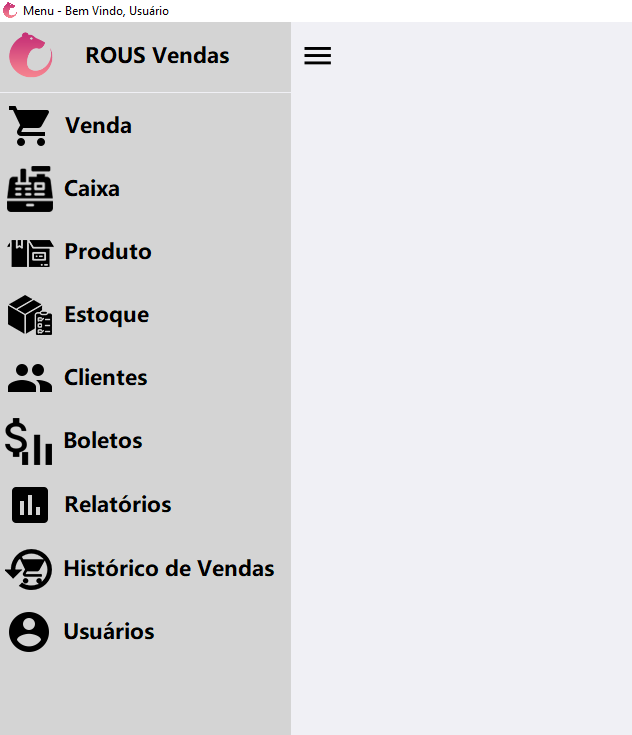 Menu - Bem Vindo, Usuário
ROUS Vendas
Venda
Caixa
Produto
Estoque
Clientes
Boletos
Relatórios
Histórico de Vendas
Usuários